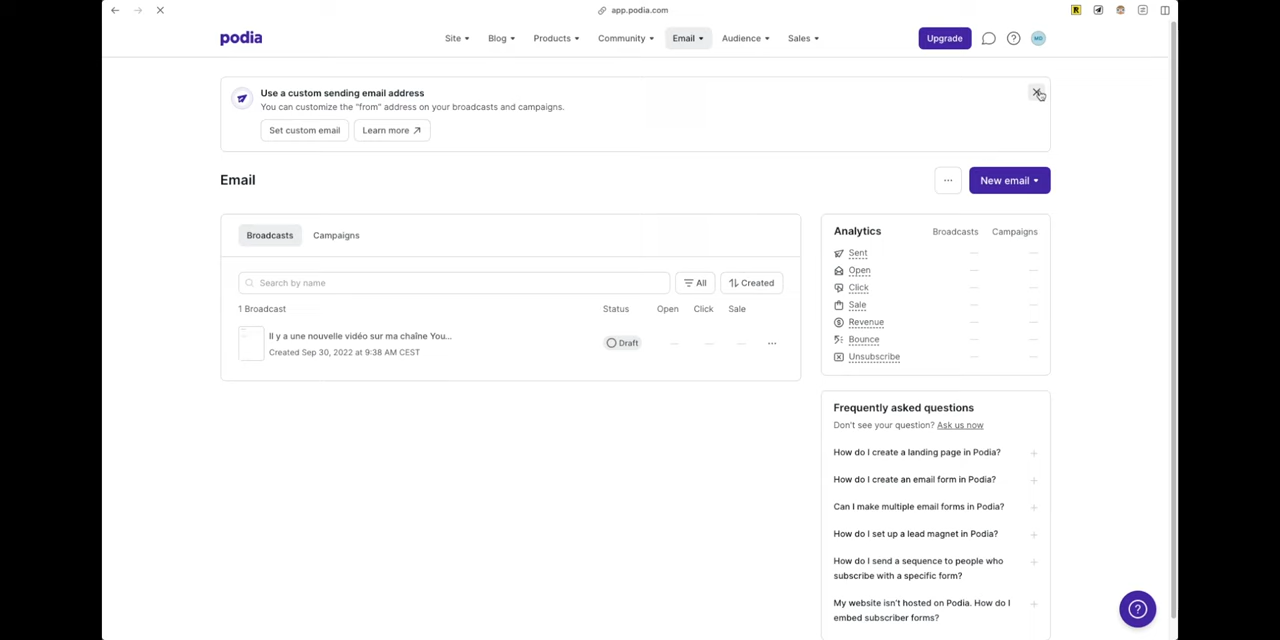 app.podia.com
podia
Site
Blog
Products
Community
Email
Audience
Sales
Upgrade
MD
Use a custom sending email address
You can customize the "from" address on your broadcasts and campaigns.
Set custom email
Learn more
Email
...
New email
Broadcasts
Campaigns
Search by name
All
Created
1 Broadcast
Status
Open
Click
Sale
Il y a une nouvelle vidéo sur ma chaîne You...
Created Sep 30, 2022 at 9:38 AM CEST
Draft
— — — ...
Analytics
Broadcasts
Campaigns
Sent — —
Open — —
Click — —
Sale — —
Revenue — —
Bounce — —
Unsubscribe — —
Frequently asked questions
Don't see your question? Ask us now
How do I create a landing page in Podia?
How do I create an email form in Podia?
Can I make multiple email forms in Podia?
How do I set up a lead magnet in Podia?
How do I send a sequence to people who
subscribe with a specific form?
My website isn't hosted on Podia. How do I
embed subscriber forms?